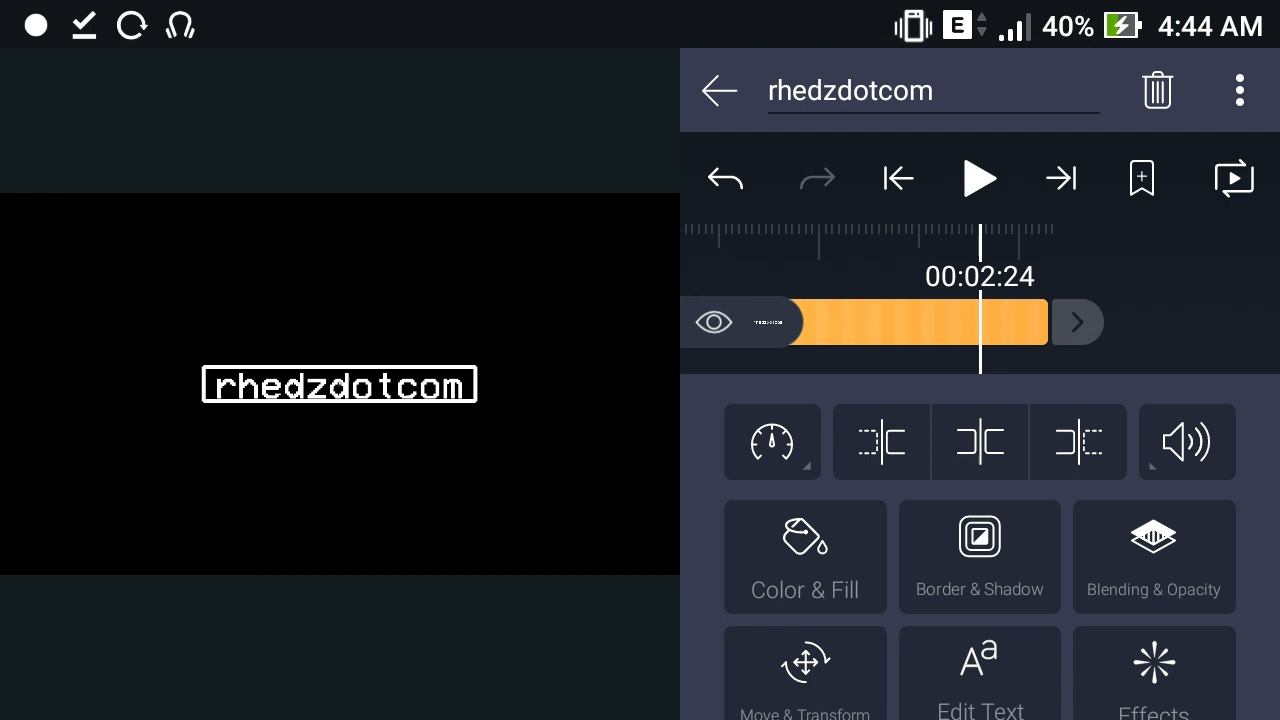 E 40% 4:44 AM
rhedzdotcom
00:02:24
rhedzdotcom
Color & Fill
Border & Shadow
Blending & Opacity
Move & Transform
Edit Text
Effects